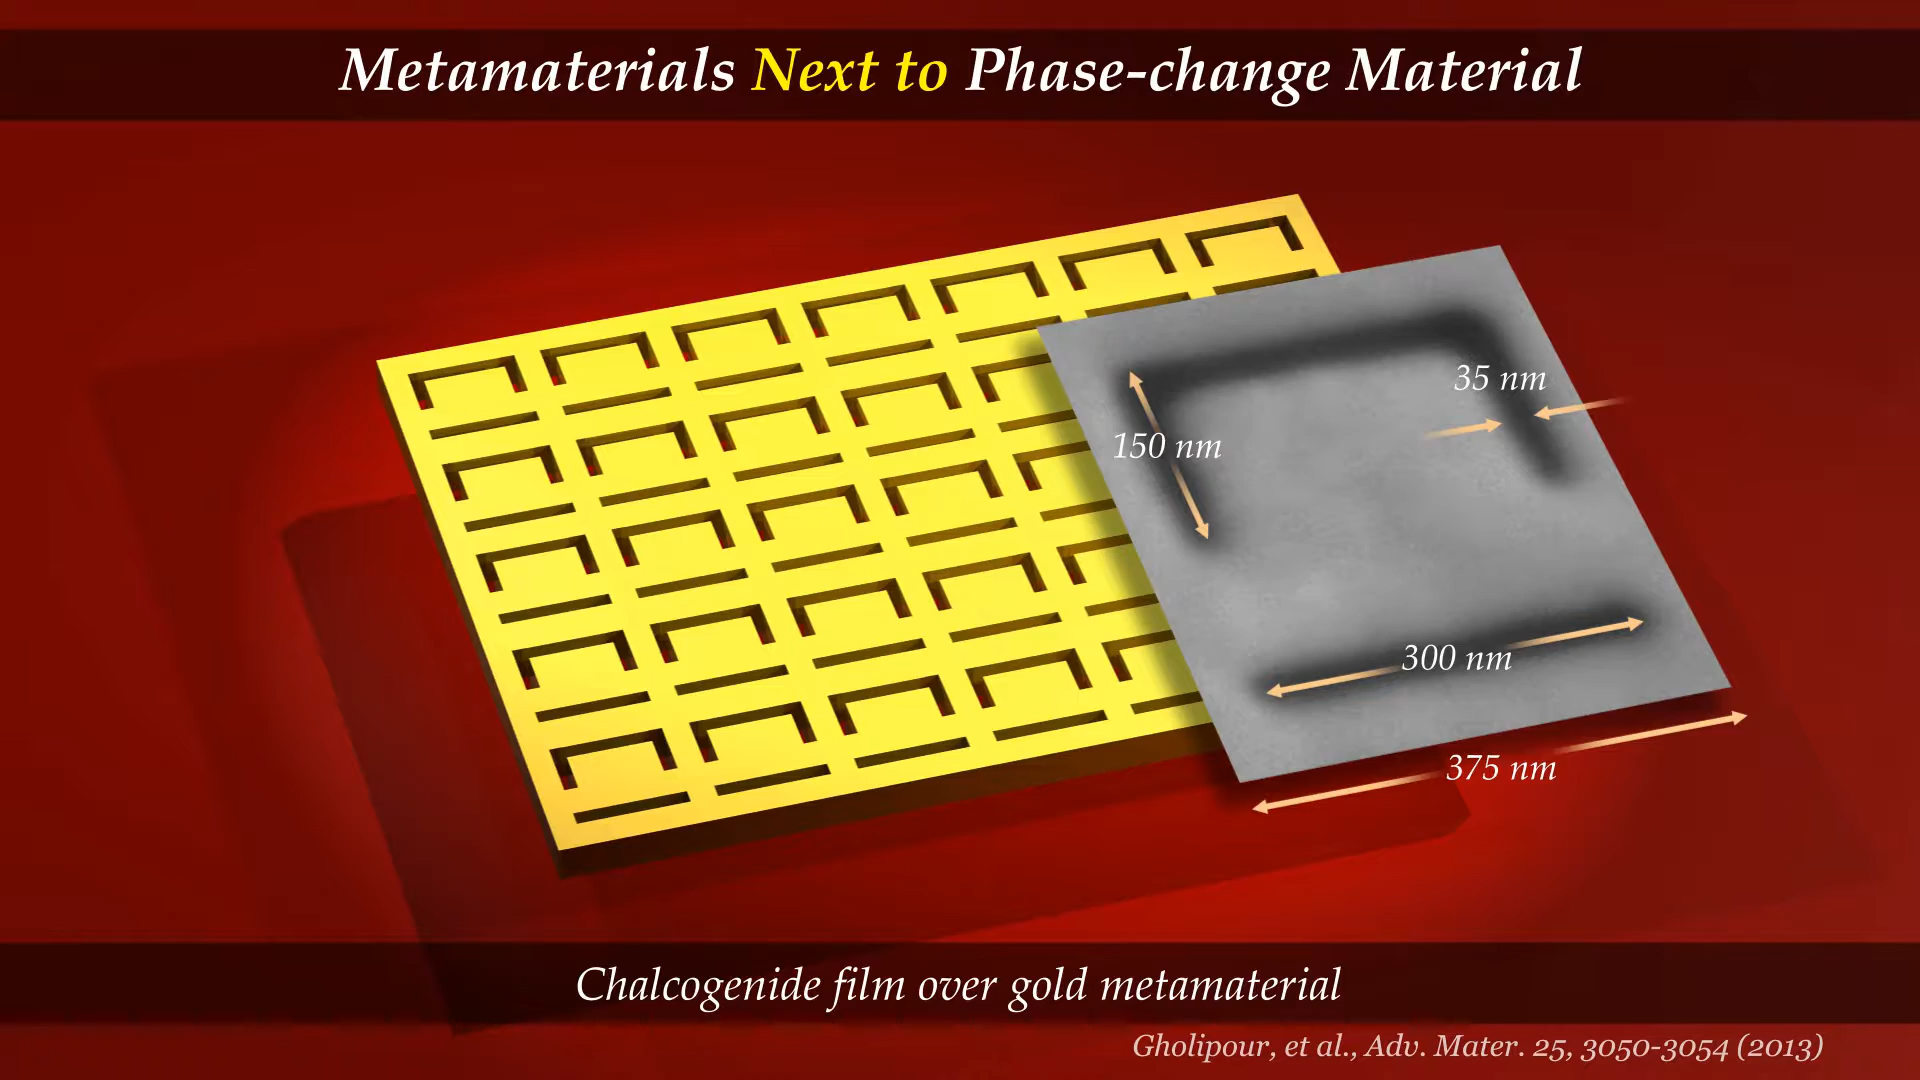 Metamaterials Next to Phase-change Material
35 nm
150 nm
300 nm
375 nm
Chalcogenide film over gold metamaterial
Gholipour, et al., Adv. Mater. 25, 3050-3054 (2013)